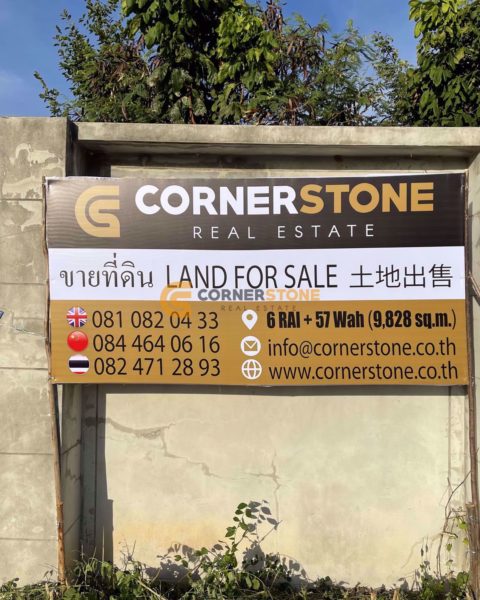 CORNERSTONE
REAL ESTATE
ขายที่ดิน LAND FOR SALE 土地出售
CORNERSTONE
REAL ESTATE
081 082 04 33
6 RAI + 57 Wah (9,828 sq.m.)
084 464 06 16
info@cornerstone.co.th
082 471 28 93
www.cornerstone.co.th